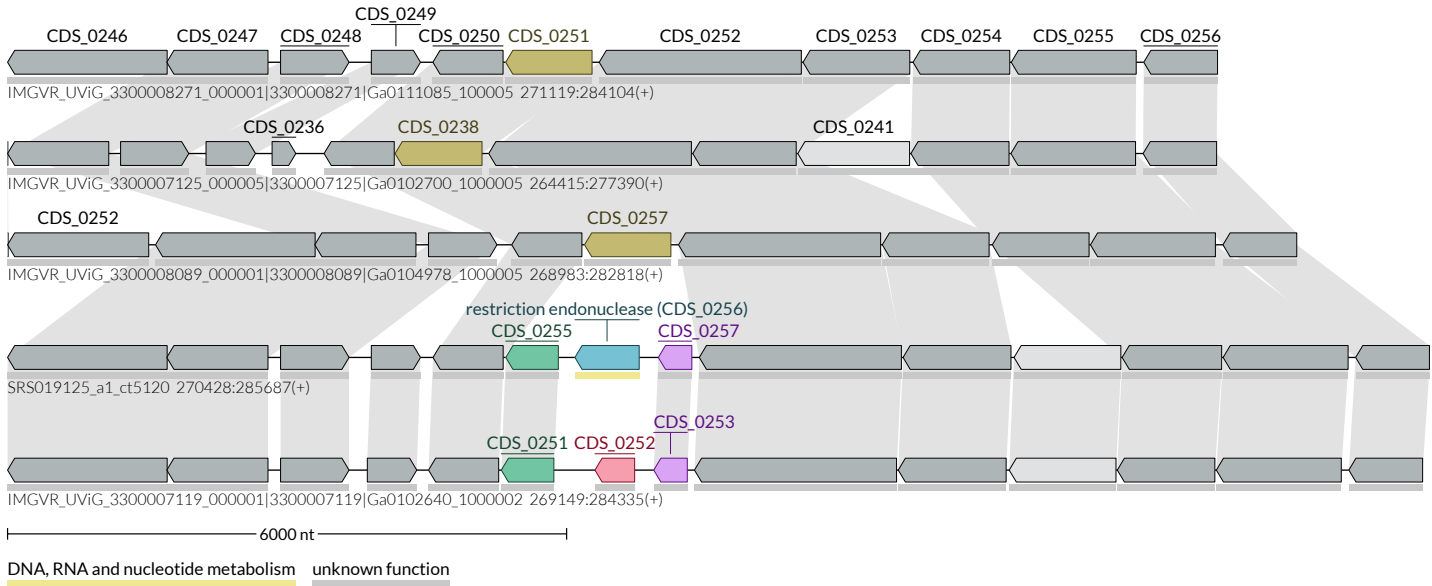 CDS_0249
CDS_0246 CDS_0247 CDS_0248 CDS_0250 CDS_0251 CDS_0252 CDS_0253 CDS_0254 CDS_0255 CDS_0256
IMGVR_UViG_3300008271_000001|3300008271|Ga0111085_100005 271119:284104(+)
CDS_0236 CDS_0238 CDS_0241
IMGVR_UViG_3300007125_000005|3300007125|Ga0102700_1000005 264415:277390(+)
CDS_0252 CDS_0257
IMGVR_UViG_3300008089_000001|3300008089|Ga0104978_1000005 268983:282818(+)
restriction endonuclease (CDS_0256)
CDS_0255 CDS_0257
SRS019125_a1_ct5120 270428:285687(+)
CDS_0253
CDS_0251 CDS_0252
IMGVR_UViG_3300007119_000001|3300007119|Ga0102640_1000002 269149:284335(+)
6000 nt
DNA, RNA and nucleotide metabolism unknown function